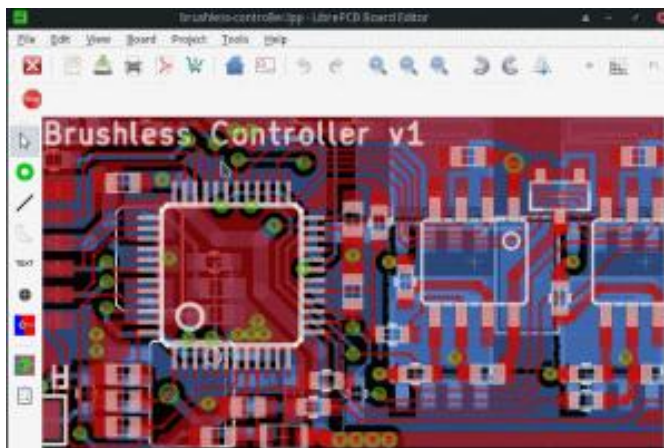 brushless-controller.lpp - LibrePCB Board Editor
File Edit View Board Project Tools Help
Brushless Controller v1
TEXT